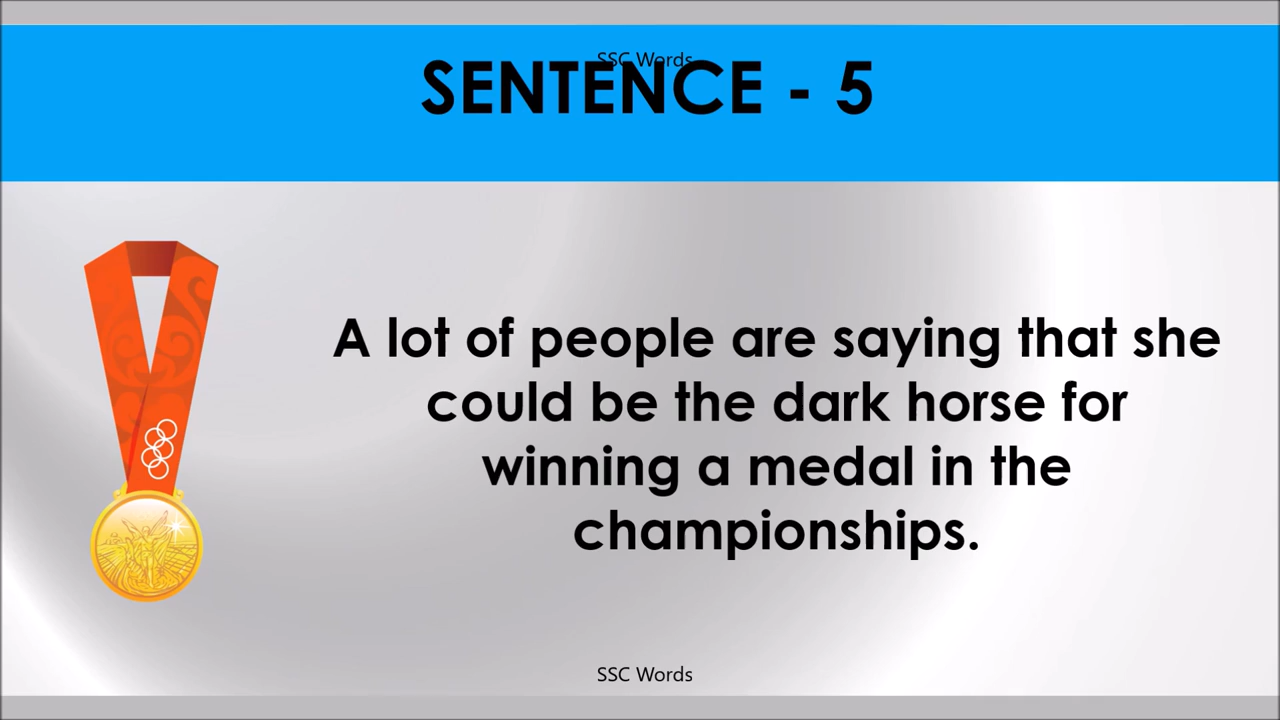 SSC Words
SENTENCE - 5
A lot of people are saying that she
could be the dark horse for
winning a medal in the
championships.
SSC Words